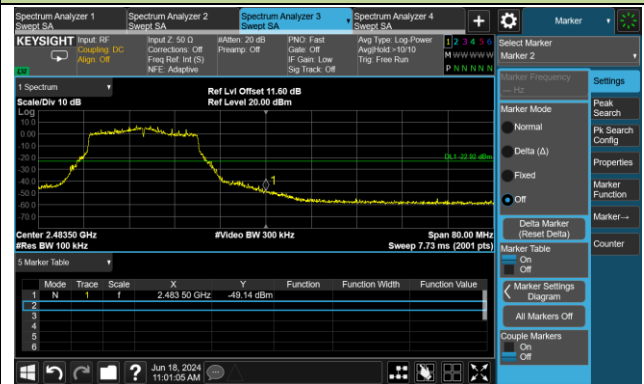 Spectrum Analyzer 1
Swept SA
Spectrum Analyzer 2
Swept SA
Spectrum Analyzer 3
Swept SA
Spectrum Analyzer 4
Swept SA
Marker
KEYSIGHT
Input: RF
Coupling: DC
Align: Off
Input Z: 50 Ω
Corrections: Off
Freq Ref: Int (S)
NFE: Adaptive
#Atten: 20 dB
Preamp: Off
PNO: Fast
Gate: Off
IF Gain: Low
Sig Track: Off
Avg Type: Log-Power
Avg|Hold:>10/10
Trig: Free Run
1 2 3 4 5 6
M W W W W W
P N N N N N
Select Marker
Marker 2
1 Spectrum
Scale/Div 10 dB
Ref Lvl Offset 11.60 dB
Ref Level 20.00 dBm
Log
10.0
0.00
-10.0
-20.0
-30.0
-40.0
-50.0
-60.0
-70.0
DL1 -22.92 dBm
1
Center 2.48350 GHz
#Video BW 300 kHz
Span 80.00 MHz
#Res BW 100 kHz
Sweep 7.73 ms (2001 pts)
5 Marker Table
Mode Trace Scale X Y Function Function Width Function Value
1 N 1 f 2.483 50 GHz -49.14 dBm
2
3
4
5
6
Marker Frequency
--- Hz
Marker Mode
Normal
Delta (Δ)
Fixed
Off
Delta Marker
(Reset Delta)
Marker Table
On
Off
Marker Settings
Diagram
All Markers Off
Couple Markers
On
Off
Settings
Peak
Search
Pk Search
Config
Properties
Marker
Function
Marker→
Counter
Jun 18, 2024
11:01:05 AM